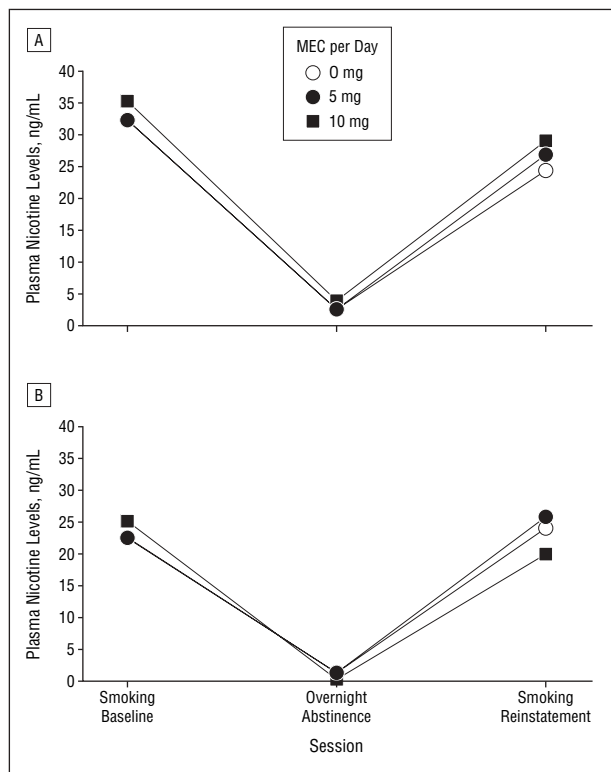 A
MEC per Day
0 mg
5 mg
10 mg
Plasma Nicotine Levels, ng/mL
40
35
30
25
20
15
10
5
0
B
Plasma Nicotine Levels, ng/mL
40
35
30
25
20
15
10
5
0
Smoking
Baseline
Overnight
Abstinence
Smoking
Reinstatement
Session